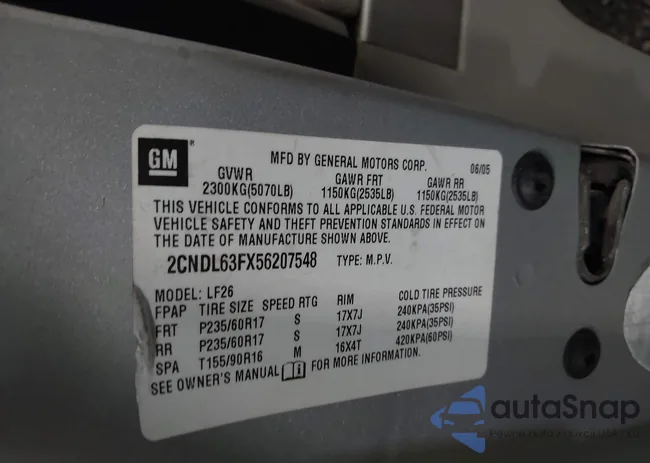 GM
MFD BY GENERAL MOTORS CORP. 06/05
GVWR GAWR FRT GAWR RR
2300KG(5070LB) 1150KG(2535LB) 1150KG(2535LB)
THIS VEHICLE CONFORMS TO ALL APPLICABLE U.S. FEDERAL MOTOR
VEHICLE SAFETY AND THEFT PREVENTION STANDARDS IN EFFECT ON
THE DATE OF MANUFACTURE SHOWN ABOVE.
2CNDL63FX56207548 TYPE: M.P.V.
MODEL: LF26
FPAP TIRE SIZE SPEED RTG RIM COLD TIRE PRESSURE
FRT P235/60R17 S 17X7J 240KPA(35PSI)
RR P235/60R17 S 17X7J 240KPA(35PSI)
SPA T155/90R16 M 16X4T 420KPA(60PSI)
SEE OWNER'S MANUAL FOR MORE INFORMATION.
autaSnap